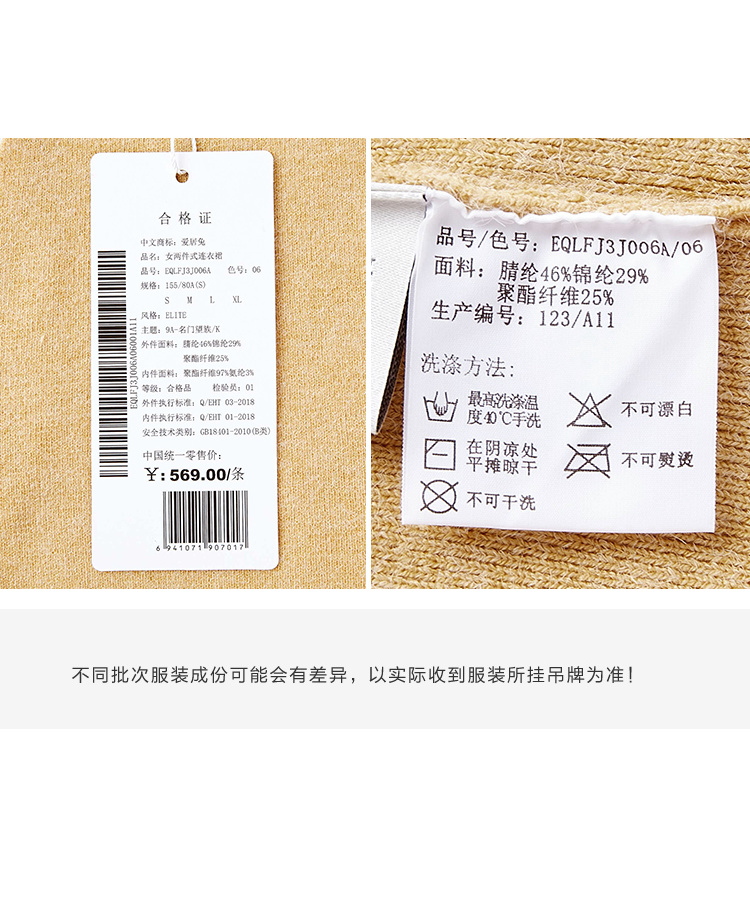 合格证
中文商标: 爱居兔
品名: 女两件式连衣裙
品号: EQLFJ3J006A 色号: 06
规格: 155/80A(S)
S M L XL
风格: ELITE
主题: 9A-名门望族/K
外件面料: 腈纶46%锦纶29%
聚酯纤维25%
内件面料: 聚酯纤维97%氨纶3%
等级: 合格品 检验员: 01
外件执行标准: Q/EHT 03-2018
内件执行标准: Q/EHT 01-2018
安全技术类别: GB18401-2010(B类)
中国统一零售价:
¥: 569.00/条
6 941071 907017
EQLFJ3J006A06001A11
品号/色号: EQLFJ3J006A/06
面料: 腈纶46%锦纶29%
聚酯纤维25%
生产编号: 123/A11
洗涤方法:
最高洗涤温
度40℃手洗
不可漂白
在阴凉处
平摊晾干
不可熨烫
不可干洗
不同批次服装成份可能会有差异，以实际收到服装所挂吊牌为准！